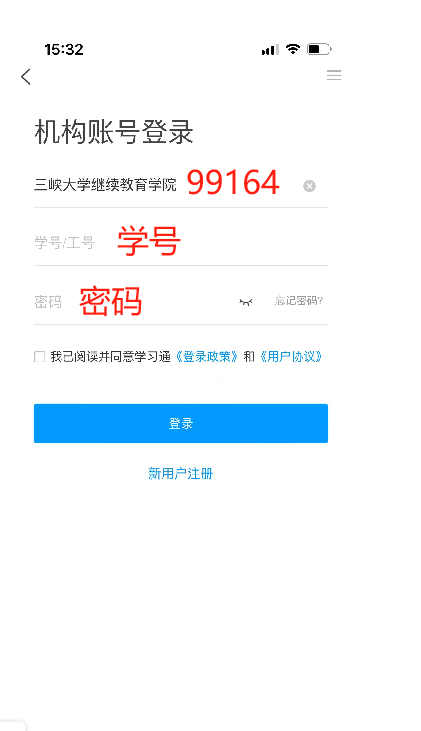 15:32
机构账号登录
三峡大学继续教育学院 99164
学号/工号 学号
密码 密码 忘记密码?
我已阅读并同意学习通《登录政策》和《用户协议》
登录
新用户注册